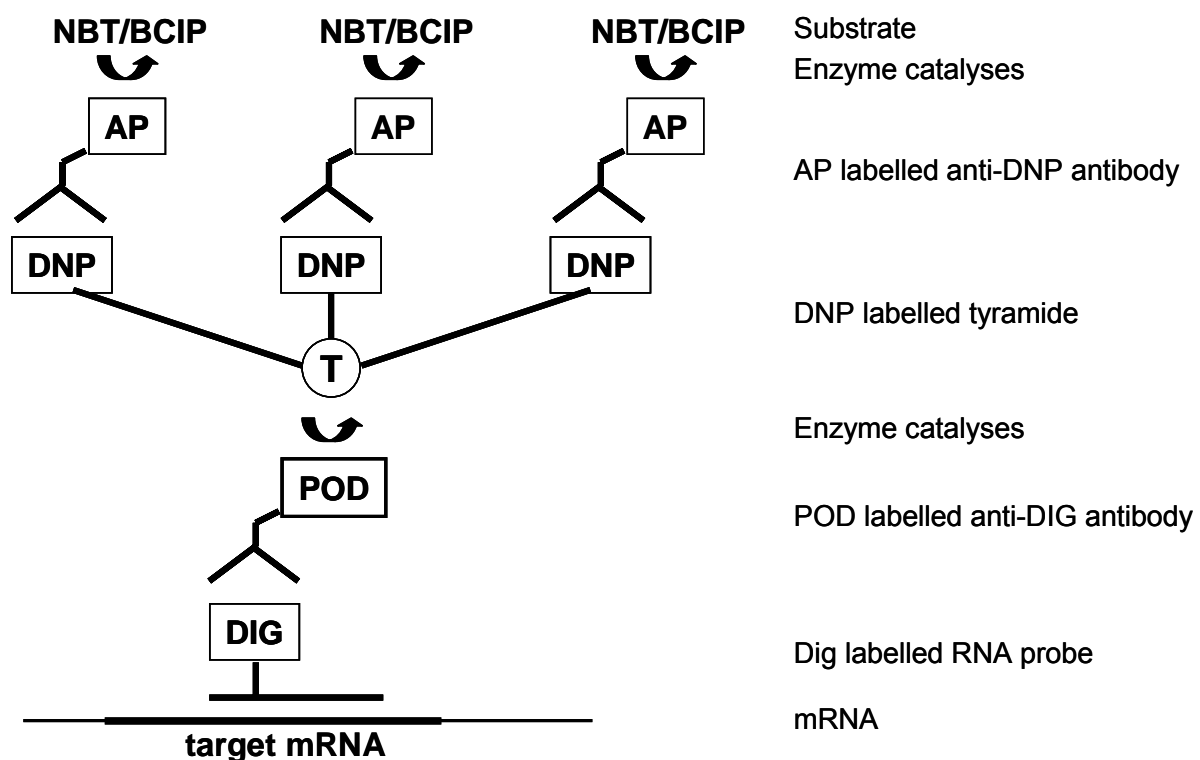 NBT/BCIP NBT/BCIP NBT/BCIP Substrate
Enzyme catalyses
AP AP AP
AP labelled anti-DNP antibody
DNP DNP DNP
DNP labelled tyramide
T
Enzyme catalyses
POD
POD labelled anti-DIG antibody
DIG
Dig labelled RNA probe
mRNA
target mRNA